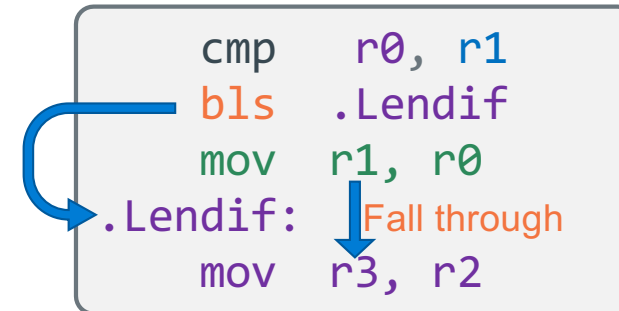 cmp r0, r1
bls .Lendif
mov r1, r0
.Lendif: Fall through
mov r3, r2